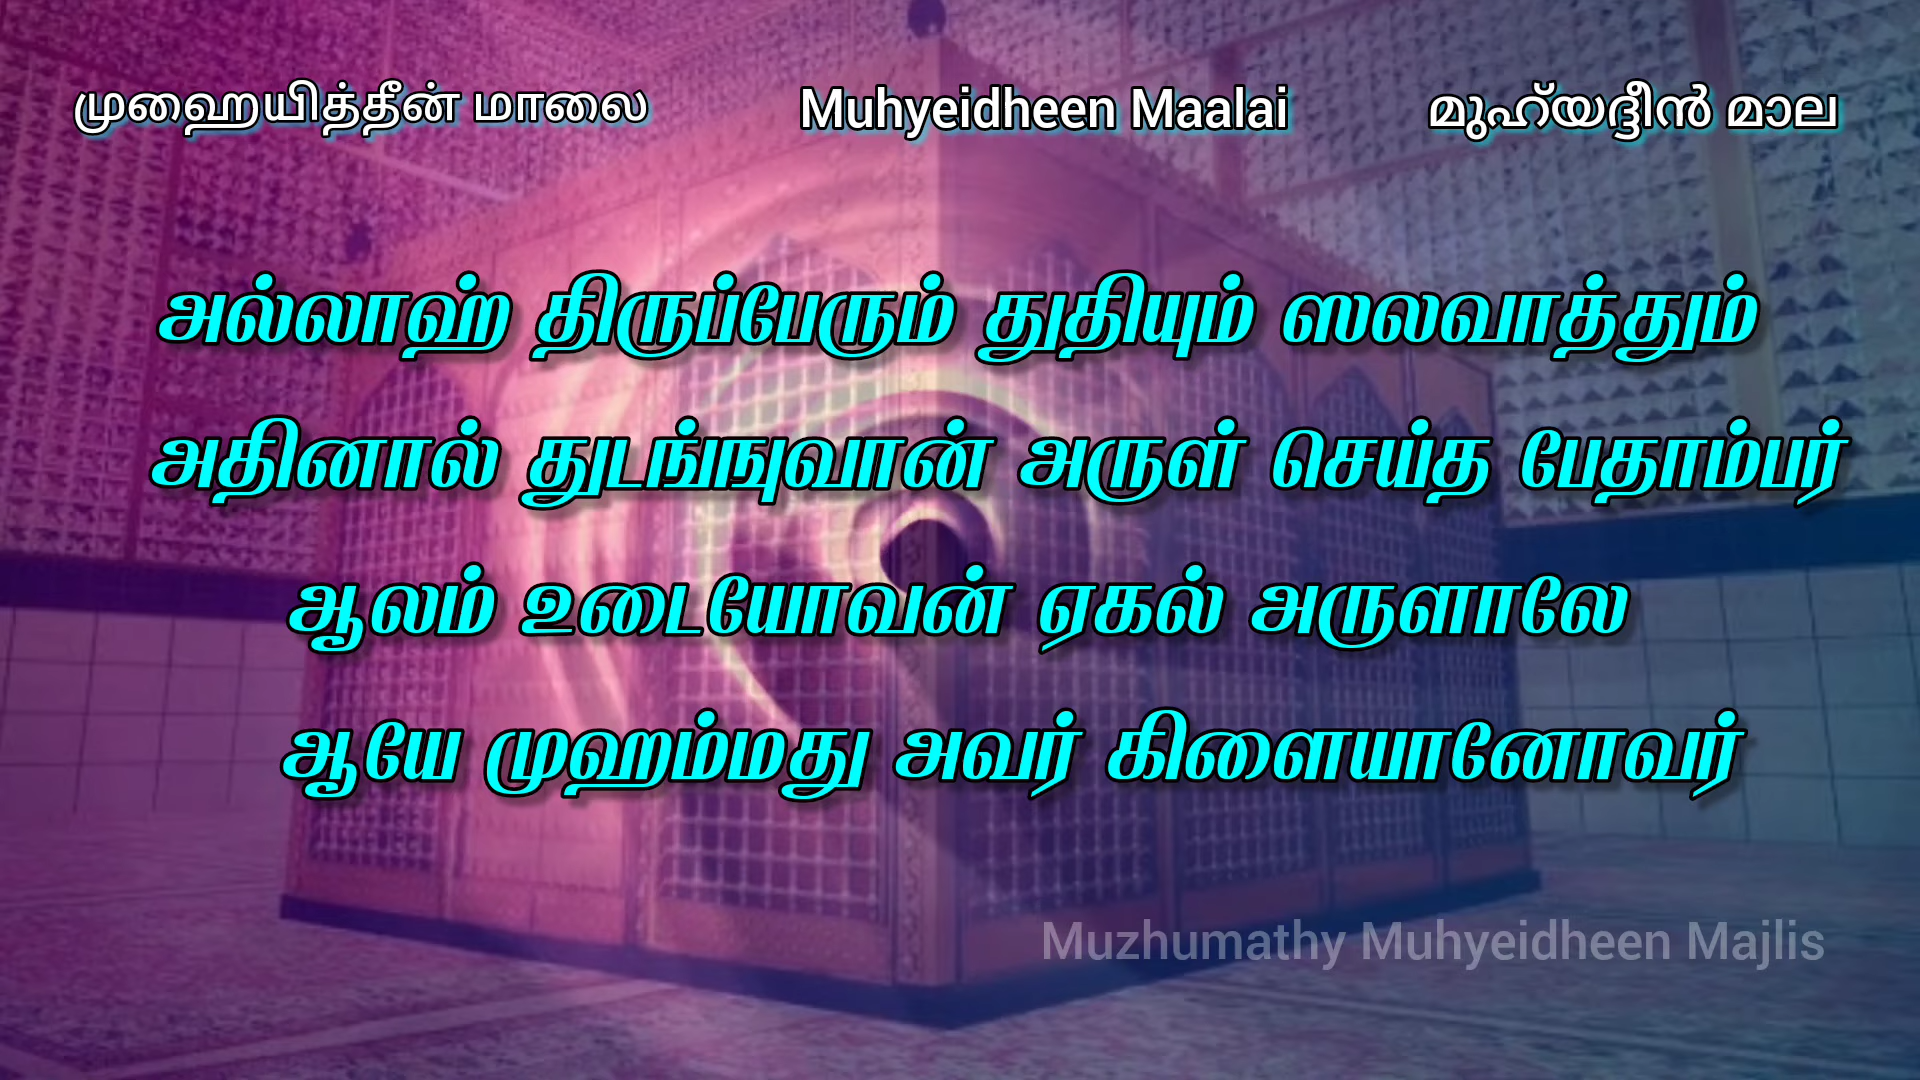 முஹையித்தீன் மாலை Muhyeidheen Maalai മുഹ്‌യദ്ദീൻ മാല
அல்லாஹ் திருப்பேரும் துதியும் ஸலவாத்தும்
அதினால் துடங்ஙுவான் அருள் செய்த பேதாம்பர்
ஆலம் உடையோவன் ஏகல் அருளாலே
ஆயே முஹம்மது அவர் கிளையானோவர்
Muzhumathy Muhyeidheen Majlis